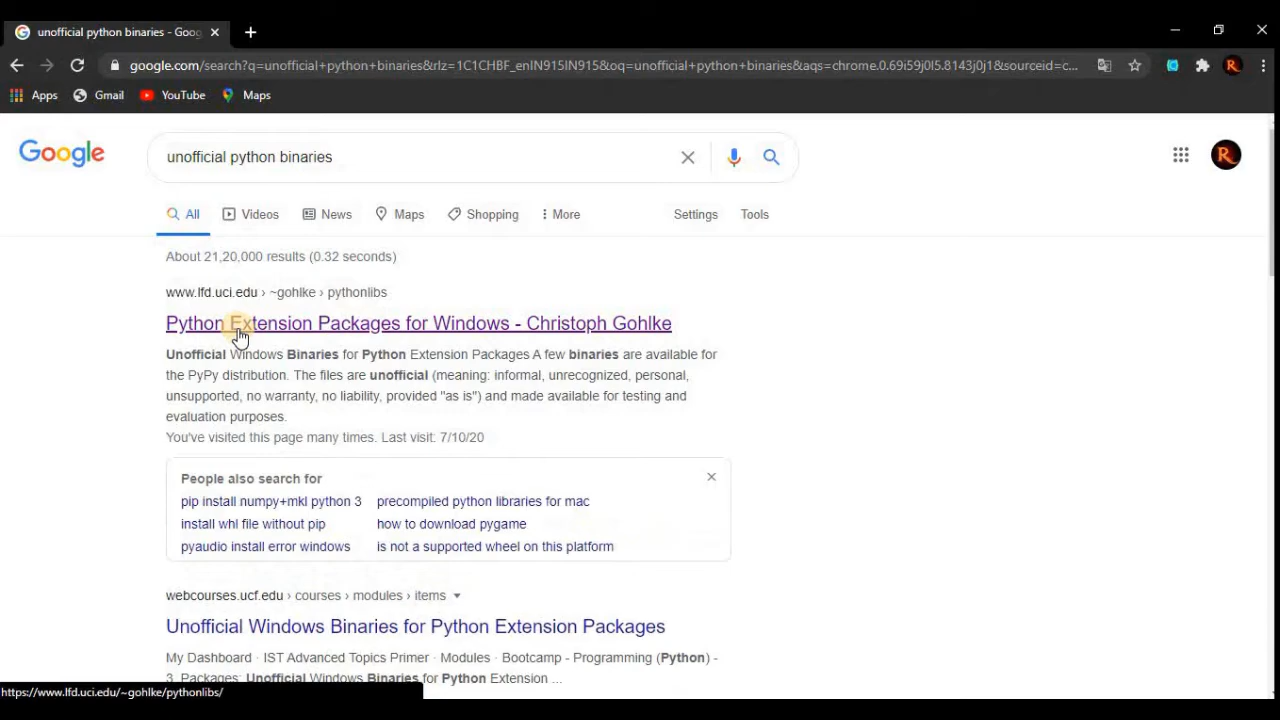 unofficial python binaries - Goog
google.com/search?q=unofficial+python+binaries&rlz=1C1CHBF_enIN915IN915&oq=unofficial+python+binaries&aqs=chrome.0.69i59j0l5.8143j0j1&sourceid=c...
Apps Gmail YouTube Maps
Google unofficial python binaries R
All Videos News Maps Shopping More Settings Tools
About 21,20,000 results (0.32 seconds)
www.lfd.uci.edu › ~gohlke › pythonlibs
Python Extension Packages for Windows - Christoph Gohlke
Unofficial Windows Binaries for Python Extension Packages A few binaries are available for
the PyPy distribution. The files are unofficial (meaning: informal, unrecognized, personal,
unsupported, no warranty, no liability, provided "as is") and made available for testing and
evaluation purposes.
You've visited this page many times. Last visit: 7/10/20
People also search for
pip install numpy+mkl python 3 precompiled python libraries for mac
install whl file without pip how to download pygame
pyaudio install error windows is not a supported wheel on this platform
webcourses.ucf.edu › courses › modules › items
Unofficial Windows Binaries for Python Extension Packages
My Dashboard · IST Advanced Topics Primer · Modules · Bootcamp - Programming (Python) -
3. Packages: Unofficial Windows Binaries for Python Extension ...
https://www.lfd.uci.edu/~gohlke/pythonlibs/